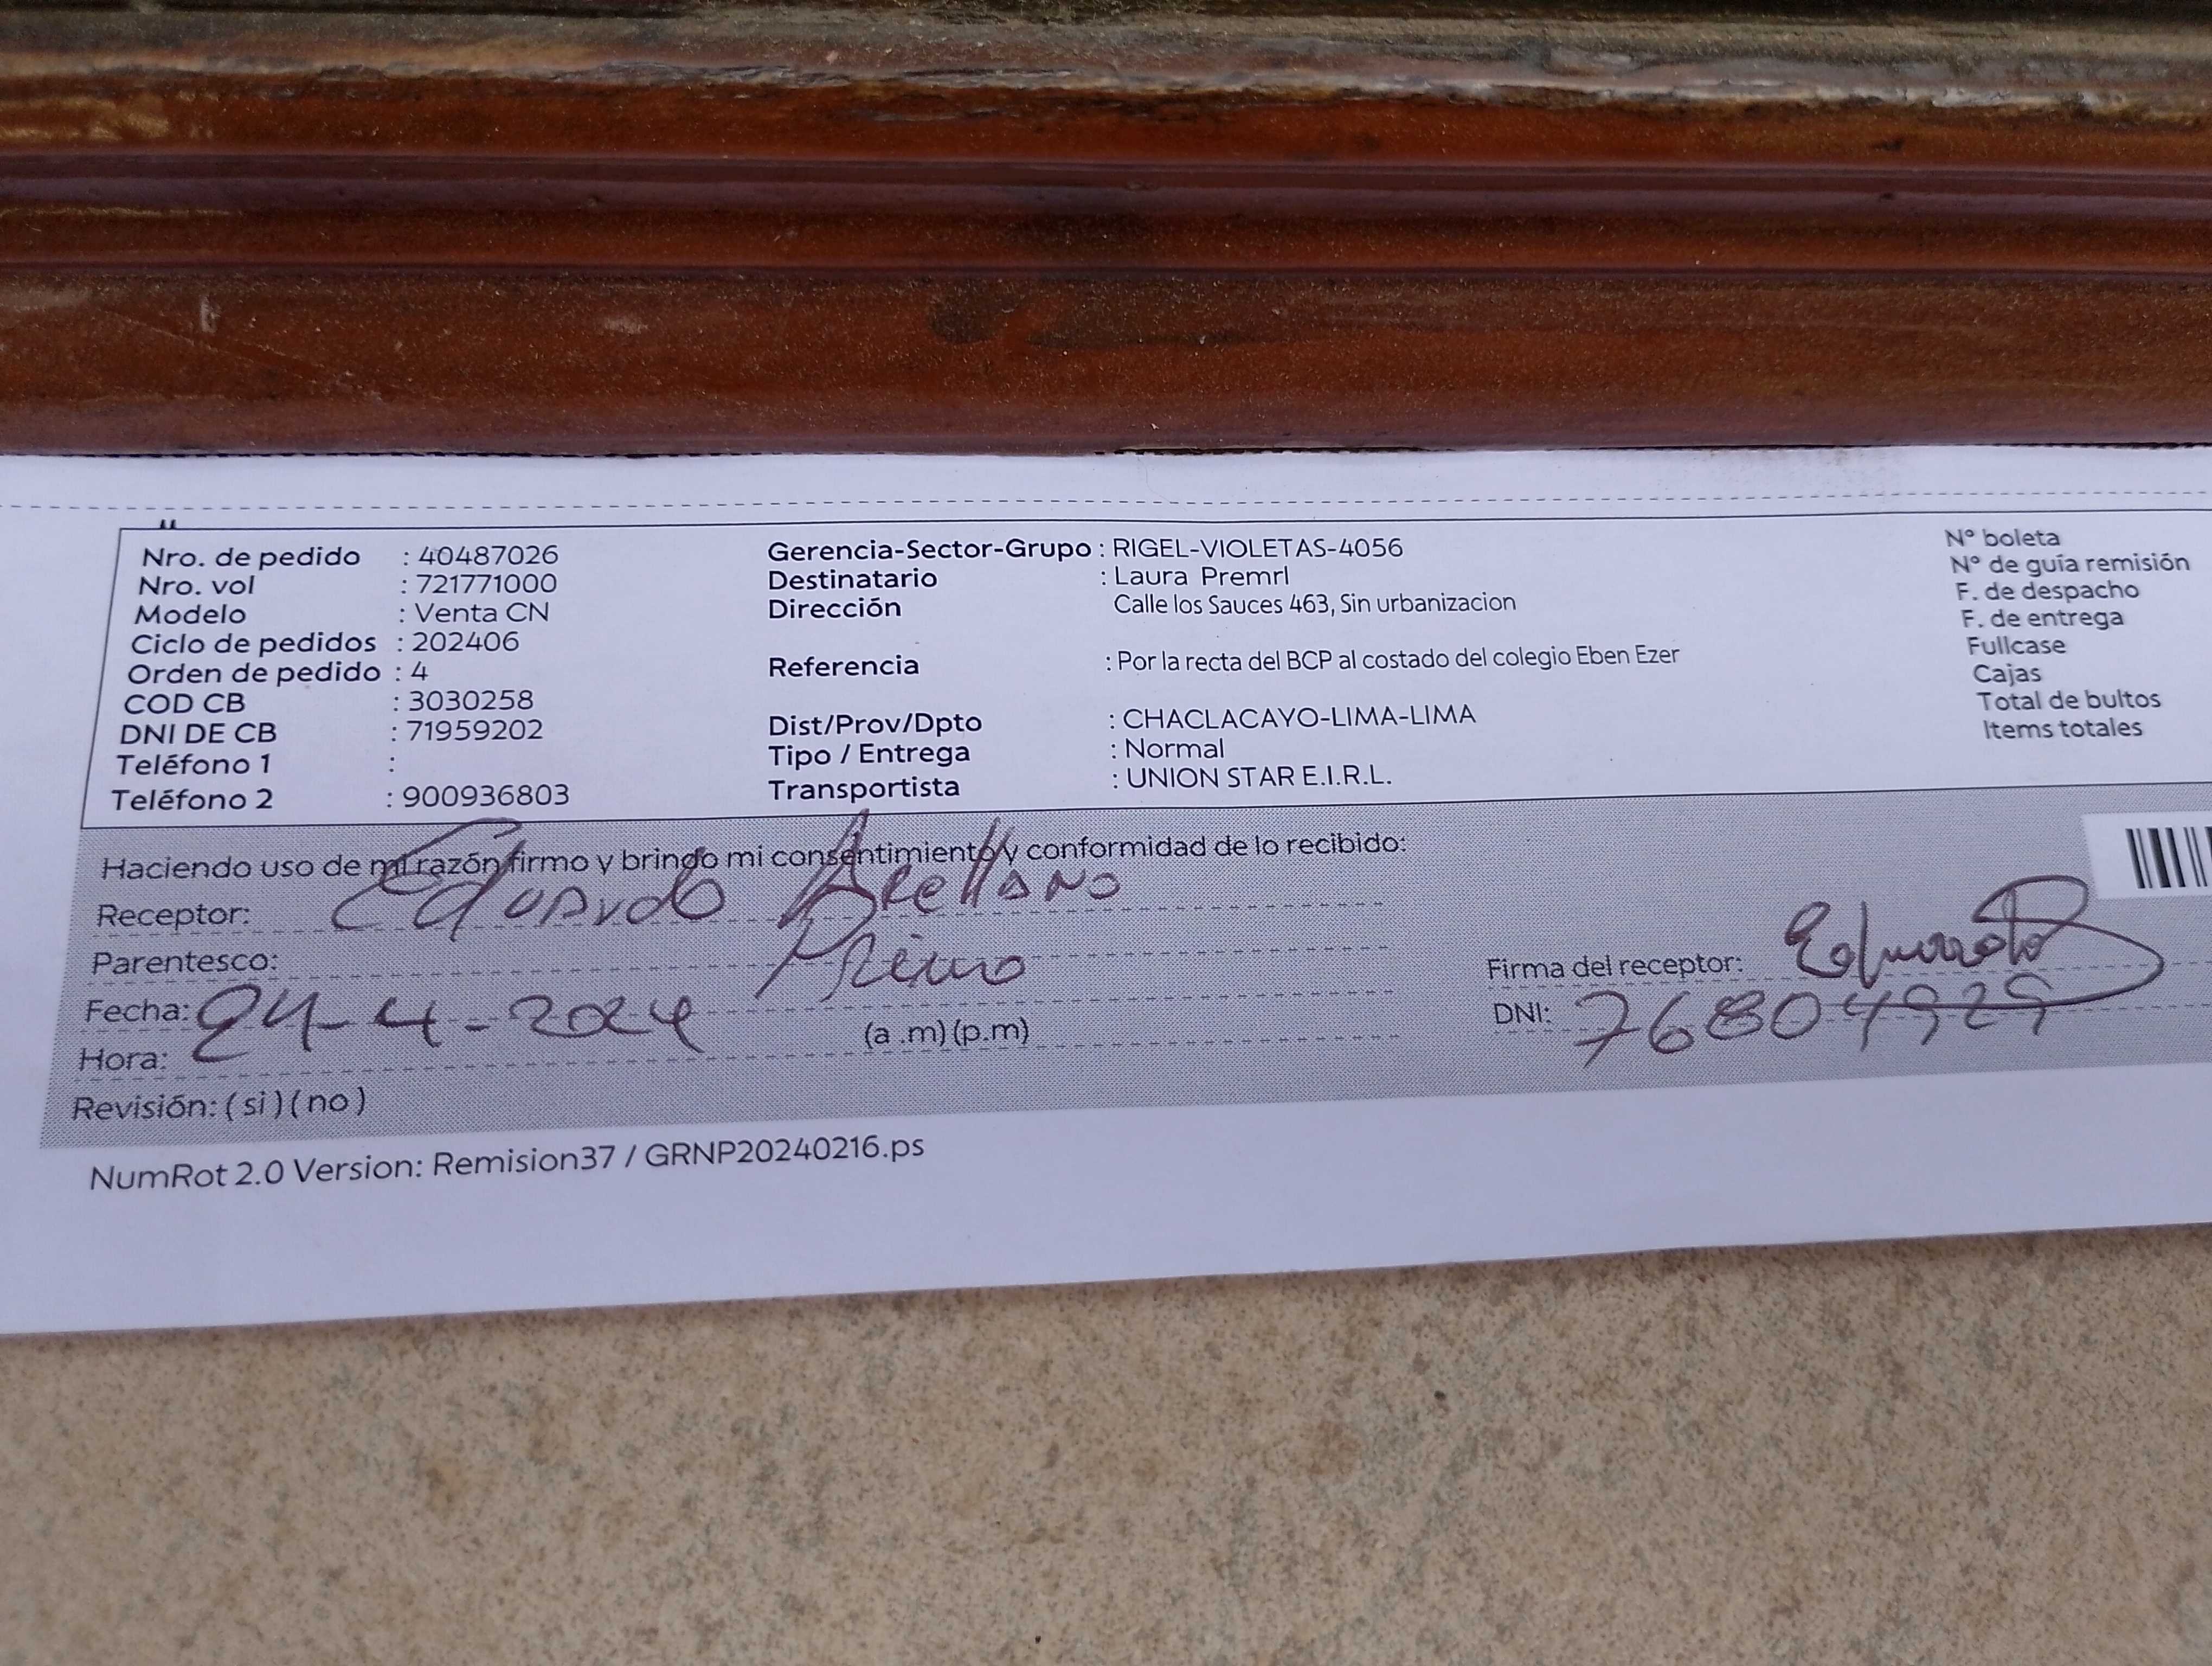 Nro. de pedido : 40487026
Nro. vol : 721771000
Modelo : Venta CN
Ciclo de pedidos : 202406
Orden de pedido : 4
COD CB : 3030258
DNI DE CB : 71959202
Teléfono 1 :
Teléfono 2 : 900936803
Gerencia-Sector-Grupo : RIGEL-VIOLETAS-4056
Destinatario : Laura Premrl
Dirección Calle los Sauces 463, Sin urbanizacion
Referencia : Por la recta del BCP al costado del colegio Eben Ezer
Dist/Prov/Dpto : CHACLACAYO-LIMA-LIMA
Tipo / Entrega : Normal
Transportista : UNION STAR E.I.R.L.
N° boleta
N° de guía remisión
F. de despacho
F. de entrega
Fullcase
Cajas
Total de bultos
Items totales
Haciendo uso de mi razón firmo y brindo mi consentimiento y conformidad de lo recibido:
Receptor: Eduardo Arellano
Parentesco: Primo
Fecha: 24-4-2024
Hora: (a .m) (p.m)
Revisión: ( si ) ( no )
Firma del receptor: Eduardo
DNI: 76804929
NumRot 2.0 Version: Remision37 / GRNP20240216.ps